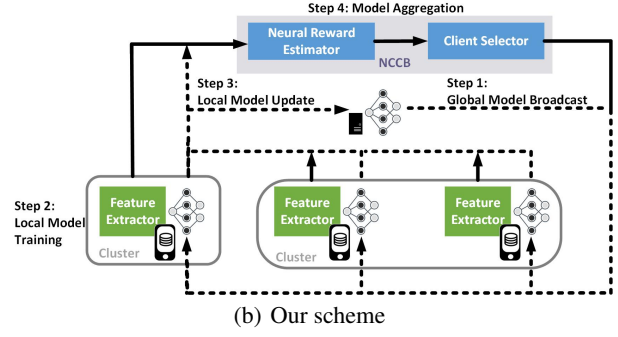 Step 4: Model Aggregation
Neural Reward
Estimator
Client Selector
NCCB
Step 3:
Local Model Update
Step 1:
Global Model Broadcast
Step 2:
Local Model
Training
Feature
Extractor
Cluster
Feature
Extractor
Feature
Extractor
Cluster
(b) Our scheme